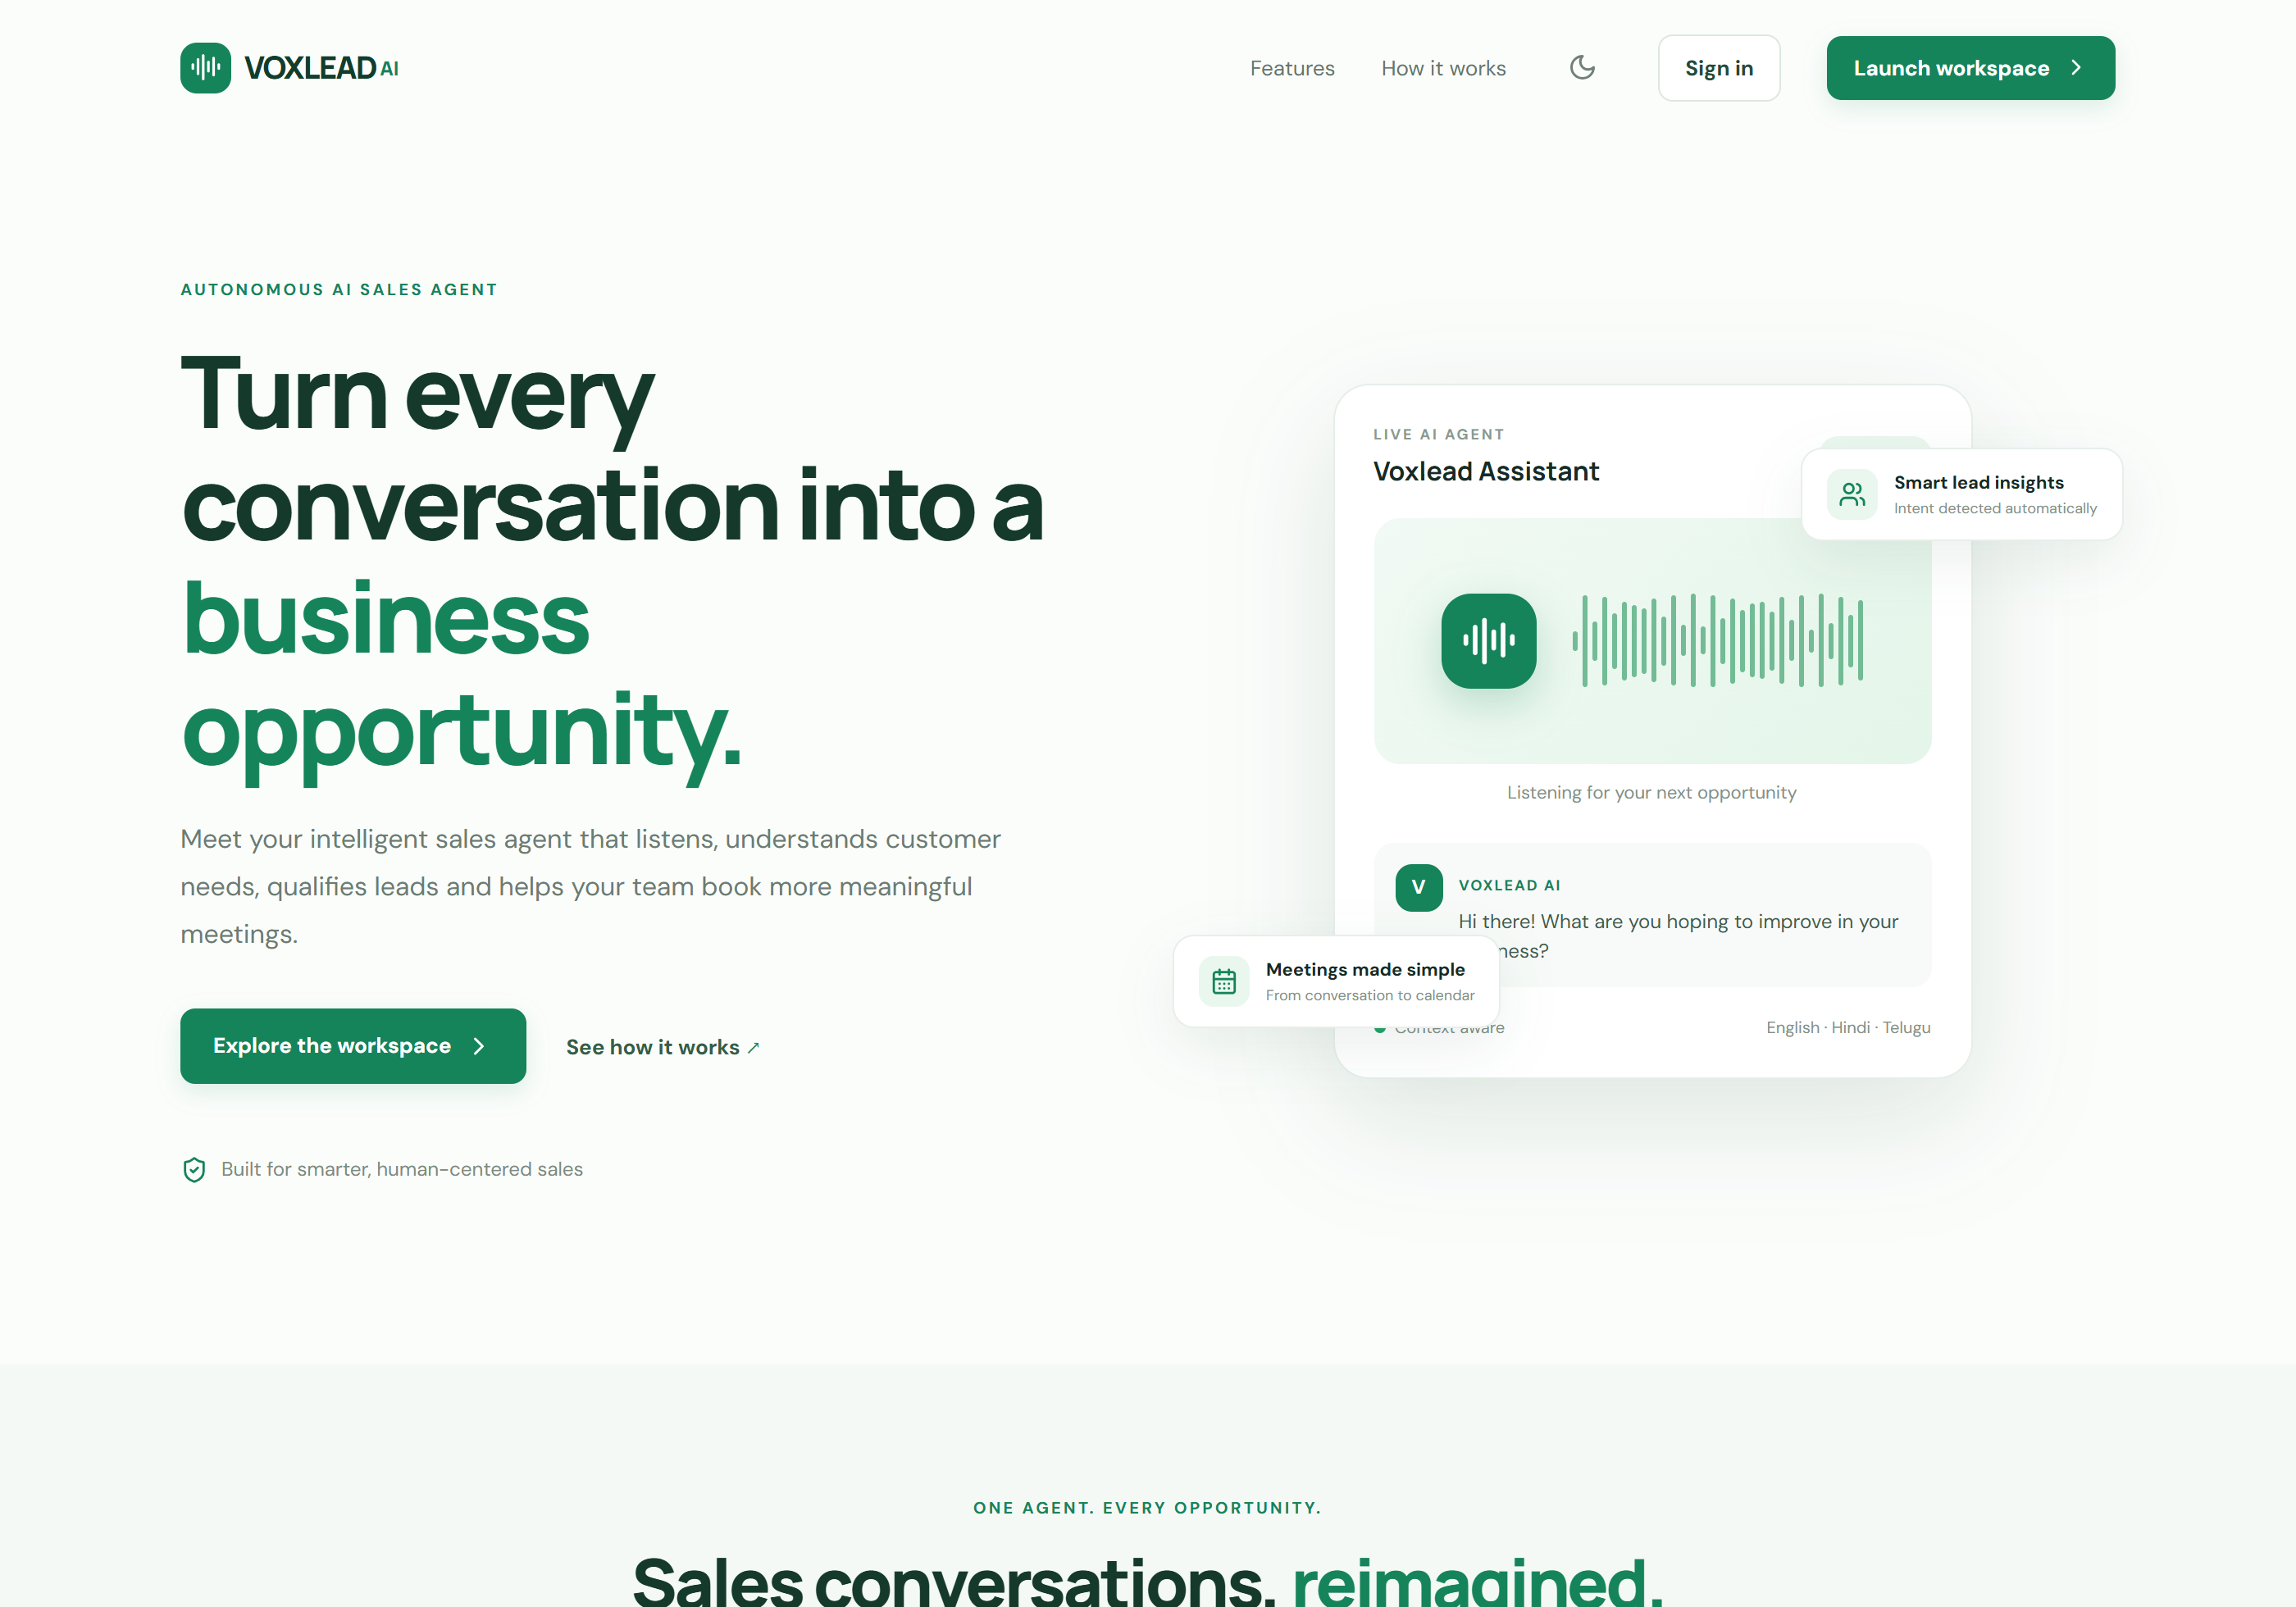 VOXLEAD AI
Features
How it works
Sign in
Launch workspace
AUTONOMOUS AI SALES AGENT
Turn every
conversation into a
business
opportunity.
Meet your intelligent sales agent that listens, understands customer
needs, qualifies leads and helps your team book more meaningful
meetings.
Explore the workspace
See how it works ↗
Built for smarter, human-centered sales
LIVE AI AGENT
Voxlead Assistant
Smart lead insights
Intent detected automatically
Listening for your next opportunity
V
VOXLEAD AI
Hi there! What are you hoping to improve in your
ness?
Meetings made simple
From conversation to calendar
Context aware
English · Hindi · Telugu
ONE AGENT. EVERY OPPORTUNITY.
Sales conversations, reimagined.